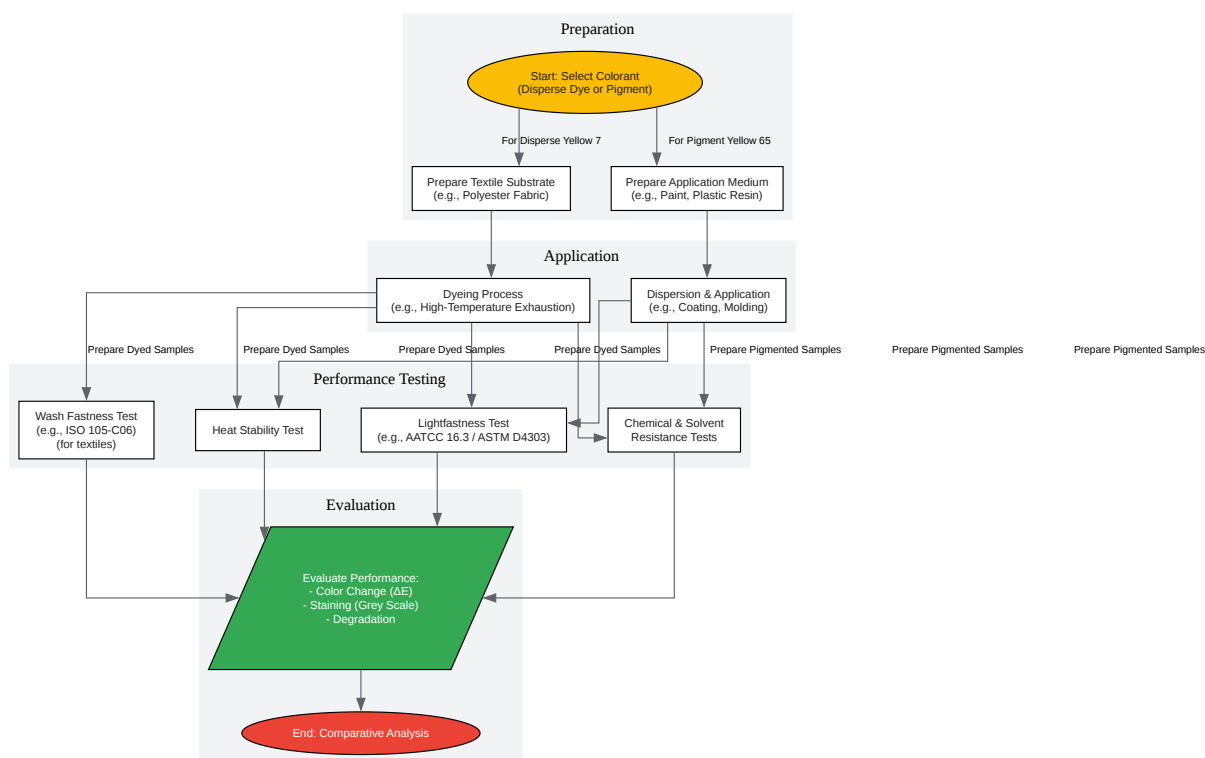 Preparation
Start: Select Colorant
(Disperse Dye or Pigment)
For Disperse Yellow 7
For Pigment Yellow 65
Prepare Textile Substrate
(e.g., Polyester Fabric)
Prepare Application Medium
(e.g., Paint, Plastic Resin)
Application
Dyeing Process
(e.g., High-Temperature Exhaustion)
Dispersion & Application
(e.g., Coating, Molding)
Prepare Dyed Samples
Prepare Dyed Samples
Prepare Dyed Samples
Prepare Dyed Samples
Prepare Pigmented Samples
Prepare Pigmented Samples
Prepare Pigmented Samples
Performance Testing
Wash Fastness Test
(e.g., ISO 105-C06)
(for textiles)
Heat Stability Test
Lightfastness Test
(e.g., AATCC 16.3 / ASTM D4303)
Chemical & Solvent
Resistance Tests
Evaluation
Evaluate Performance:
- Color Change (ΔE)
- Staining (Grey Scale)
- Degradation
End: Comparative Analysis